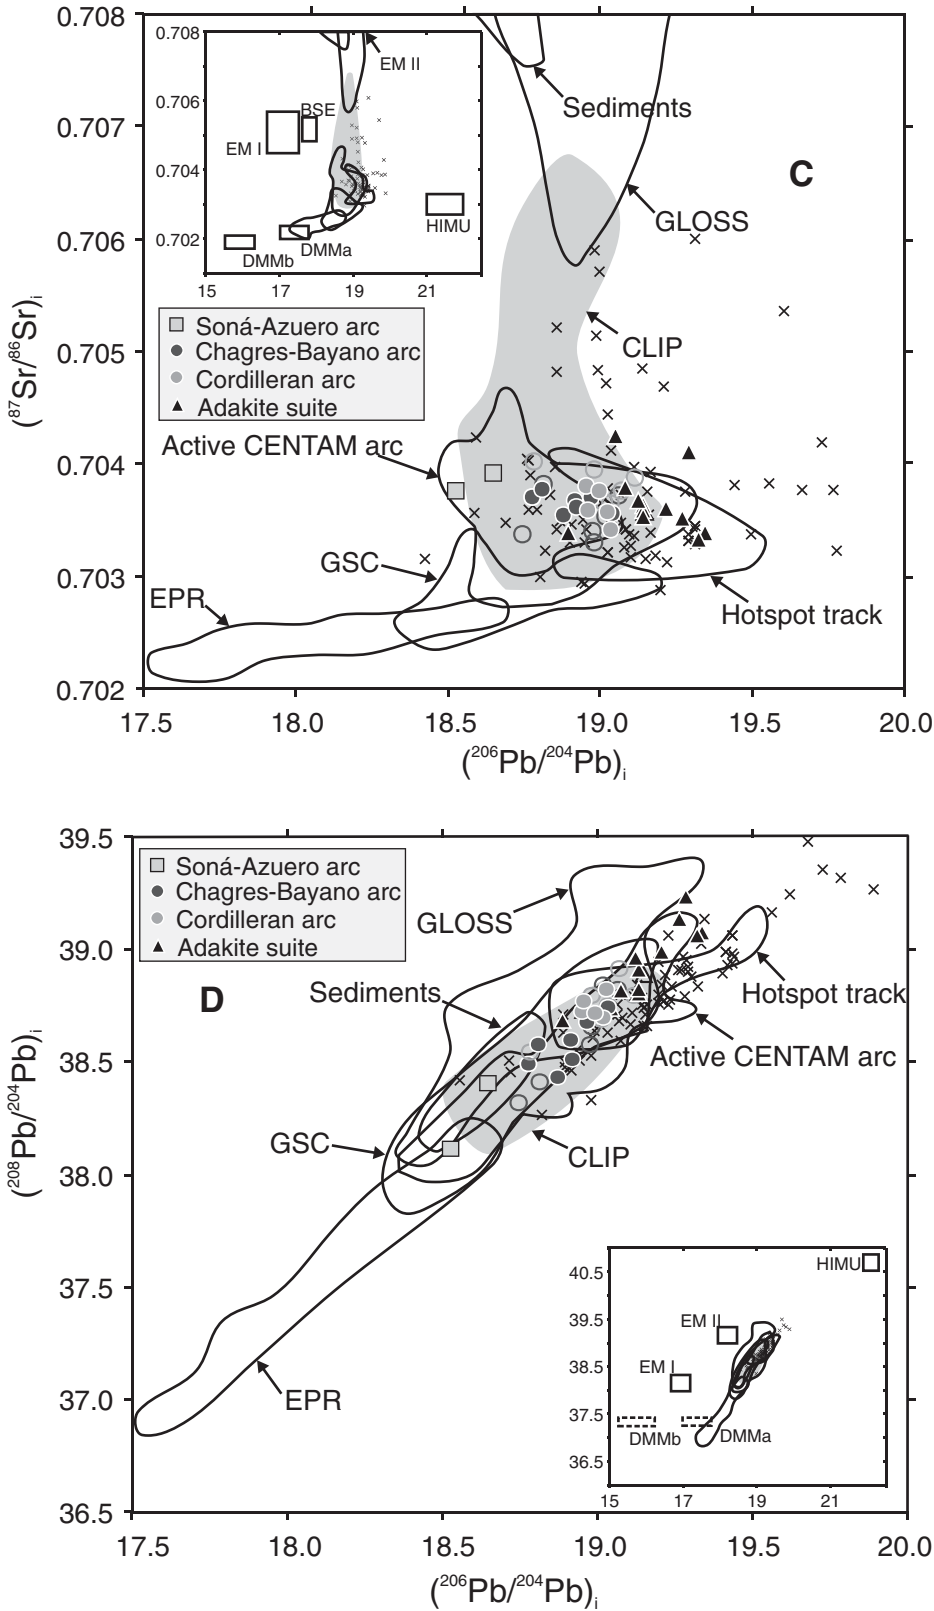 0.708
0.707
0.706
0.705
0.704
0.703
0.702
17.5 18.0 18.5 19.0 19.5 20.0
(⁸⁷Sr/⁸⁶Sr)ᵢ
(²⁰⁶Pb/²⁰⁴Pb)ᵢ
C
0.708
0.706
0.704
0.702
15 17 19 21
EM II
BSE
EM I
HIMU
DMMb
DMMa
Sediments
GLOSS
CLIP
Soná-Azuero arc
Chagres-Bayano arc
Cordilleran arc
Adakite suite
Active CENTAM arc
GSC
EPR
Hotspot track
39.5
39.0
38.5
38.0
37.5
37.0
36.5
17.5 18.0 18.5 19.0 19.5 20.0
(²⁰⁸Pb/²⁰⁴Pb)ᵢ
(²⁰⁶Pb/²⁰⁴Pb)ᵢ
Soná-Azuero arc
Chagres-Bayano arc
Cordilleran arc
Adakite suite
D
GLOSS
Sediments
Hotspot track
Active CENTAM arc
GSC
CLIP
EPR
40.5
39.5
38.5
37.5
36.5
15 17 19 21
HIMU
EM II
EM I
DMMb
DMMa